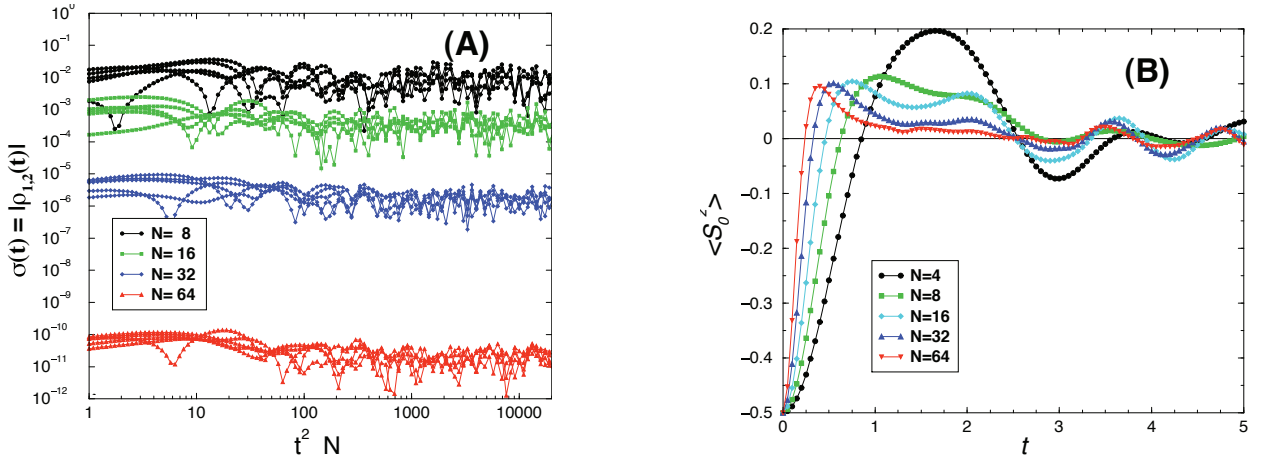 (A)
σ(t) = |ρ1,2(t)|
10^0
10^-1
10^-2
10^-3
10^-4
10^-5
10^-6
10^-7
10^-8
10^-9
10^-10
10^-11
10^-12
N= 8
N= 16
N= 32
N= 64
1 10 100 1000 10000
t^2 N
(B)
<S_0^z>
0.2
0.1
0
−0.1
−0.2
−0.3
−0.4
−0.5
N=4
N=8
N=16
N=32
N=64
0 1 2 3 4 5
t